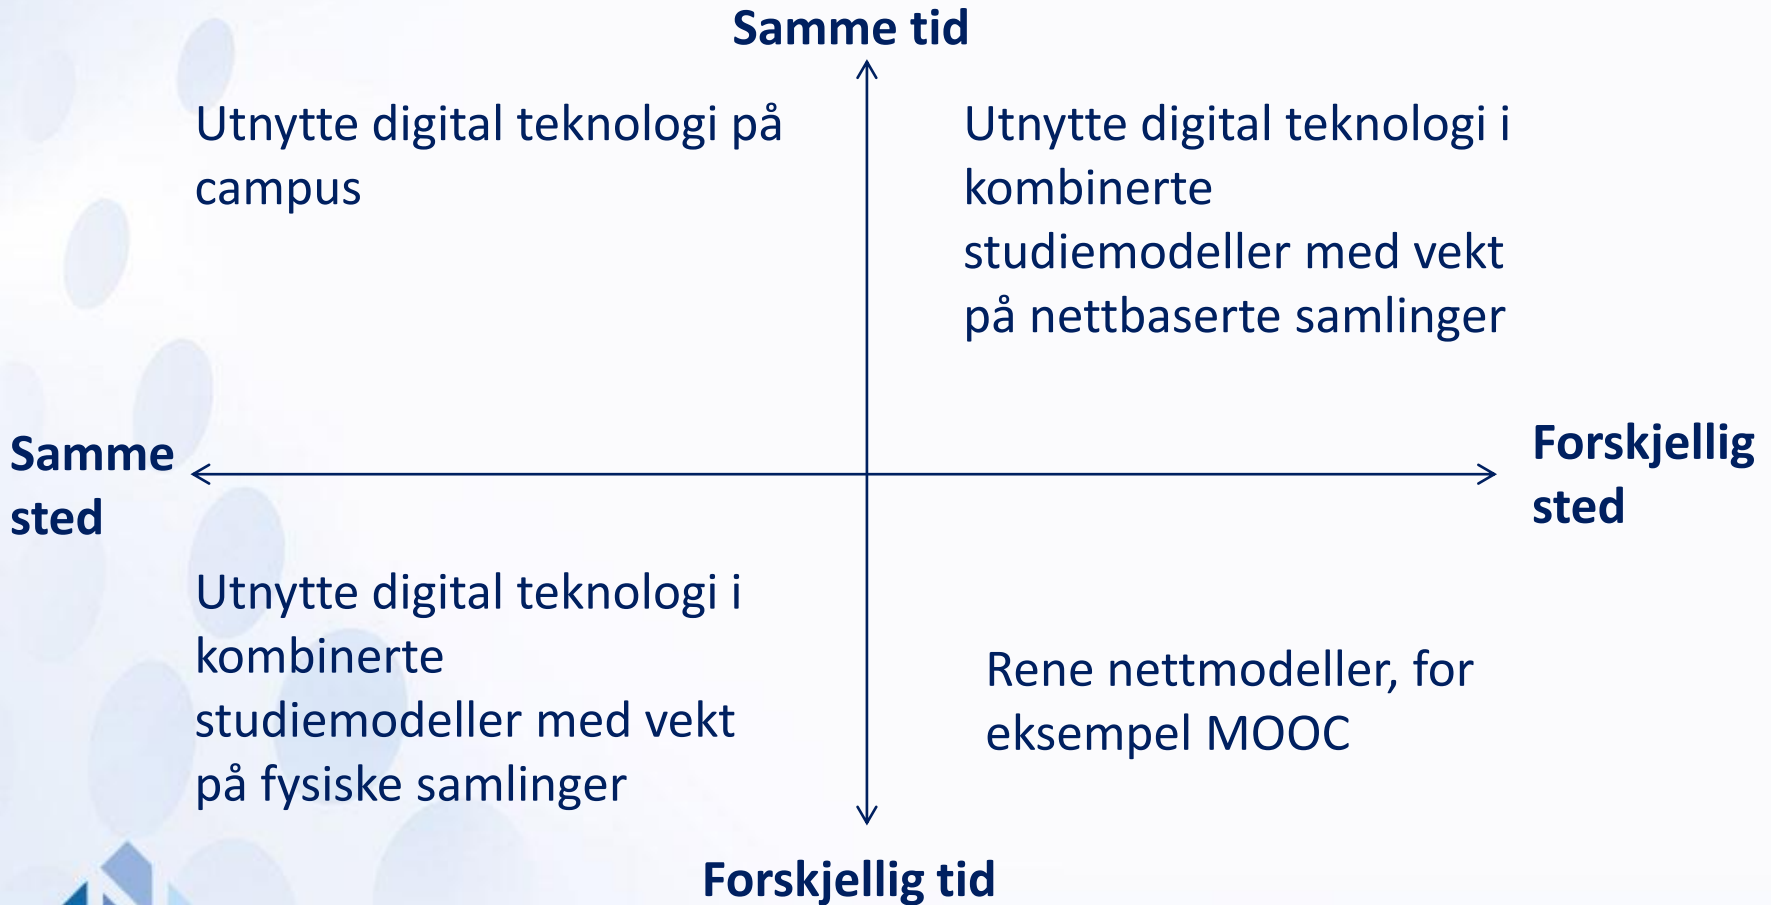 Samme tid
Utnytte digital teknologi på
campus
Utnytte digital teknologi i
kombinerte
studiemodeller med vekt
på nettbaserte samlinger
Samme
sted
Forskjellig
sted
Utnytte digital teknologi i
kombinerte
studiemodeller med vekt
på fysiske samlinger
Rene nettmodeller, for
eksempel MOOC
Forskjellig tid